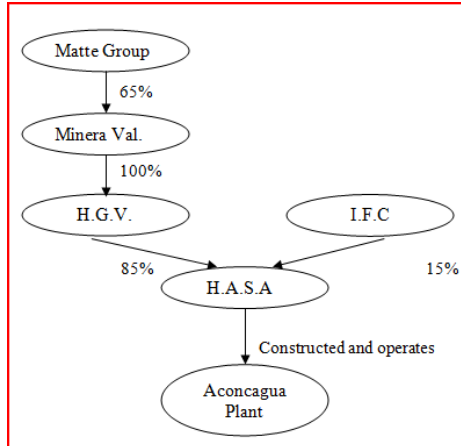 Matte Group
65%
Minera Val.
100%
H.G.V.
I.F.C
85%
15%
H.A.S.A
Constructed and operates
Aconcagua
Plant